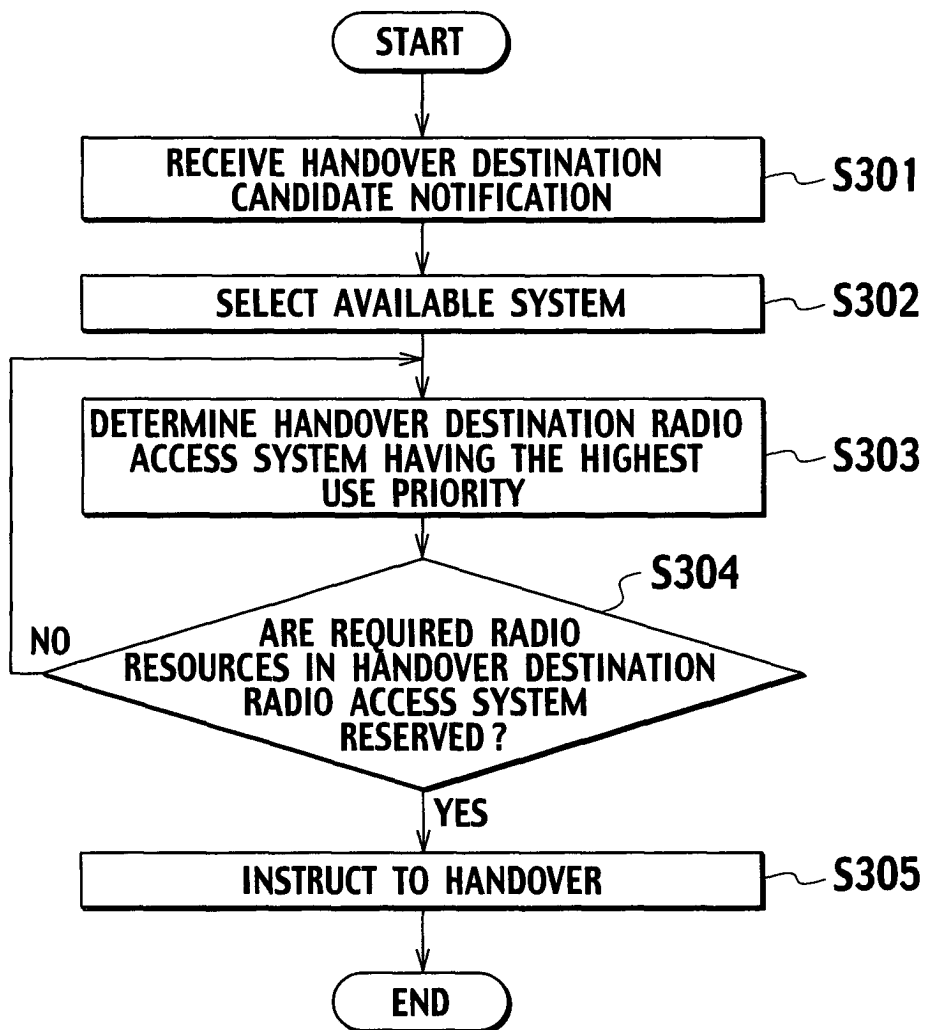 START
RECEIVE HANDOVER DESTINATION
CANDIDATE NOTIFICATION
S301
SELECT AVAILABLE SYSTEM
S302
DETERMINE HANDOVER DESTINATION RADIO
ACCESS SYSTEM HAVING THE HIGHEST
USE PRIORITY
S303
S304
NO
ARE REQUIRED RADIO
RESOURCES IN HANDOVER DESTINATION
RADIO ACCESS SYSTEM
RESERVED ?
YES
INSTRUCT TO HANDOVER
S305
END